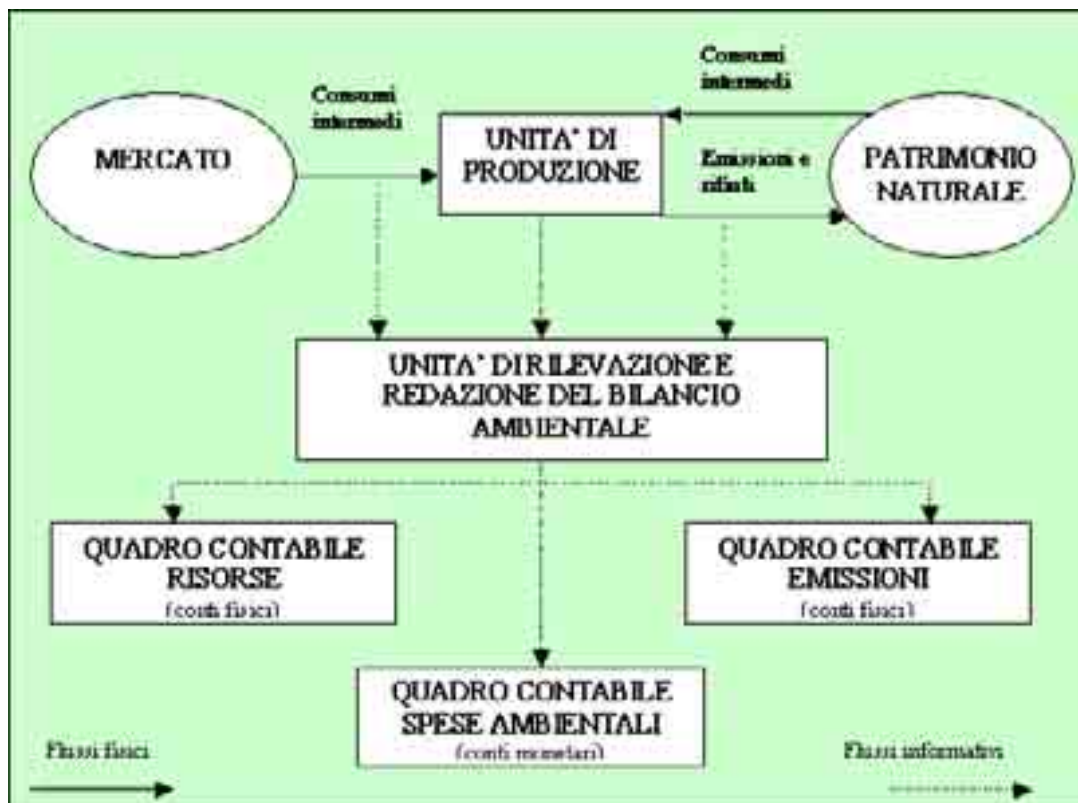 Consumi
intermedi
Consumi
intermedi
MERCATO
UNITA' DI
PRODUZIONE
Emissioni e
rifiuti
PATRIMONIO
NATURALE
UNITA' DI RILEVAZIONE E
REDAZIONE DEL BILANCIO
AMBIENTALE
QUADRO CONTABILE
RISORSE
(conti fisici)
QUADRO CONTABILE
EMISSIONI
(conti fisici)
QUADRO CONTABILE
SPESE AMBIENTALI
(conti monetari)
Flussi fisici
Flussi informativi